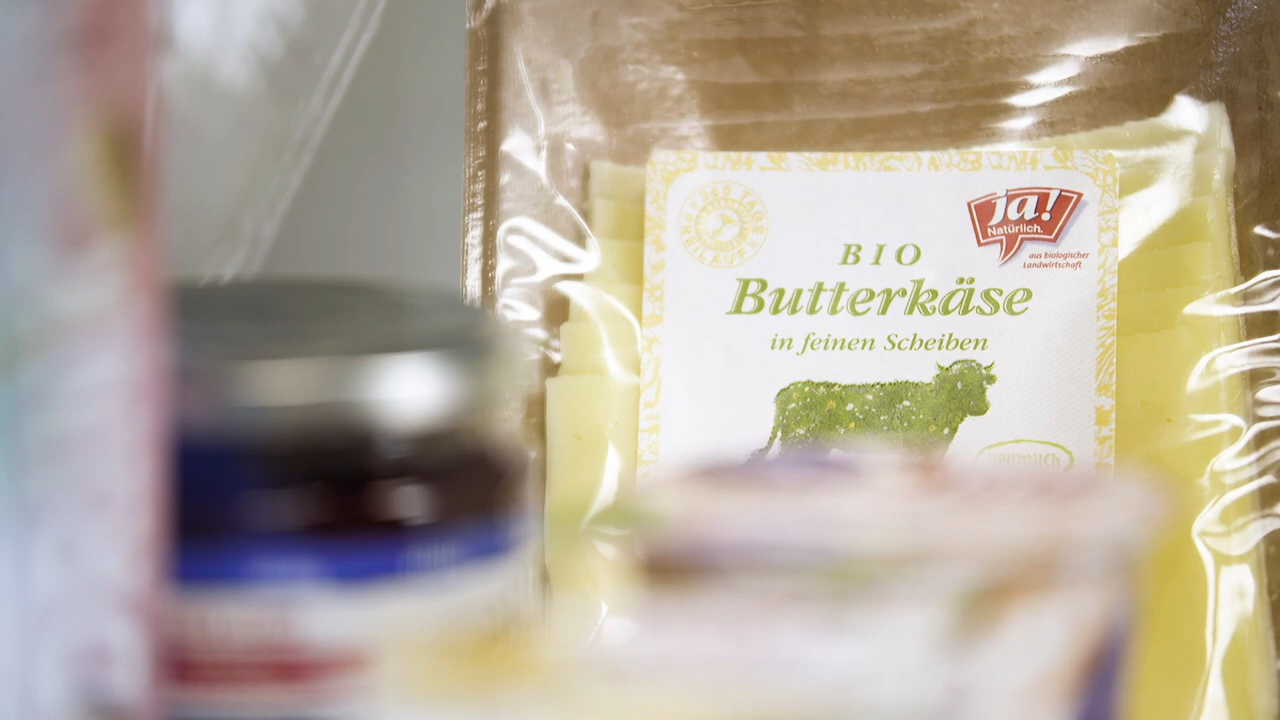 ja!
Natürlich.
aus biologischer
Landwirtschaft
BIO
Butterkäse
in feinen Scheiben